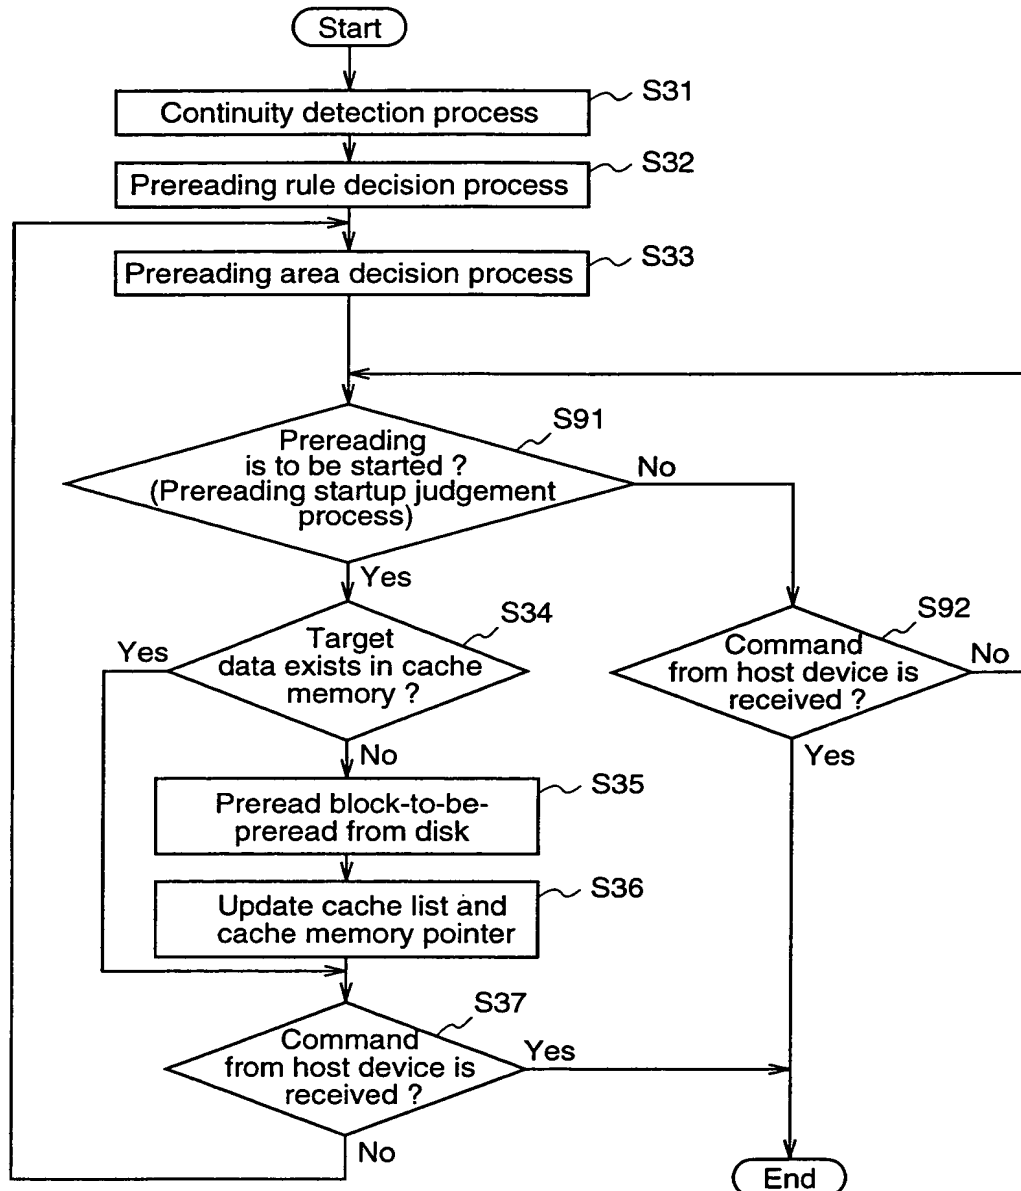 Start
S31
Continuity detection process
S32
Prereading rule decision process
S33
Prereading area decision process
S91
Prereading
is to be started ?
(Prereading startup judgement
process)
No
Yes
S34
Target
data exists in cache
memory ?
Yes
No
S92
Command
from host device is
received ?
No
Yes
S35
Preread block-to-be-
preread from disk
S36
Update cache list and
cache memory pointer
S37
Command
from host device is
received ?
Yes
No
End